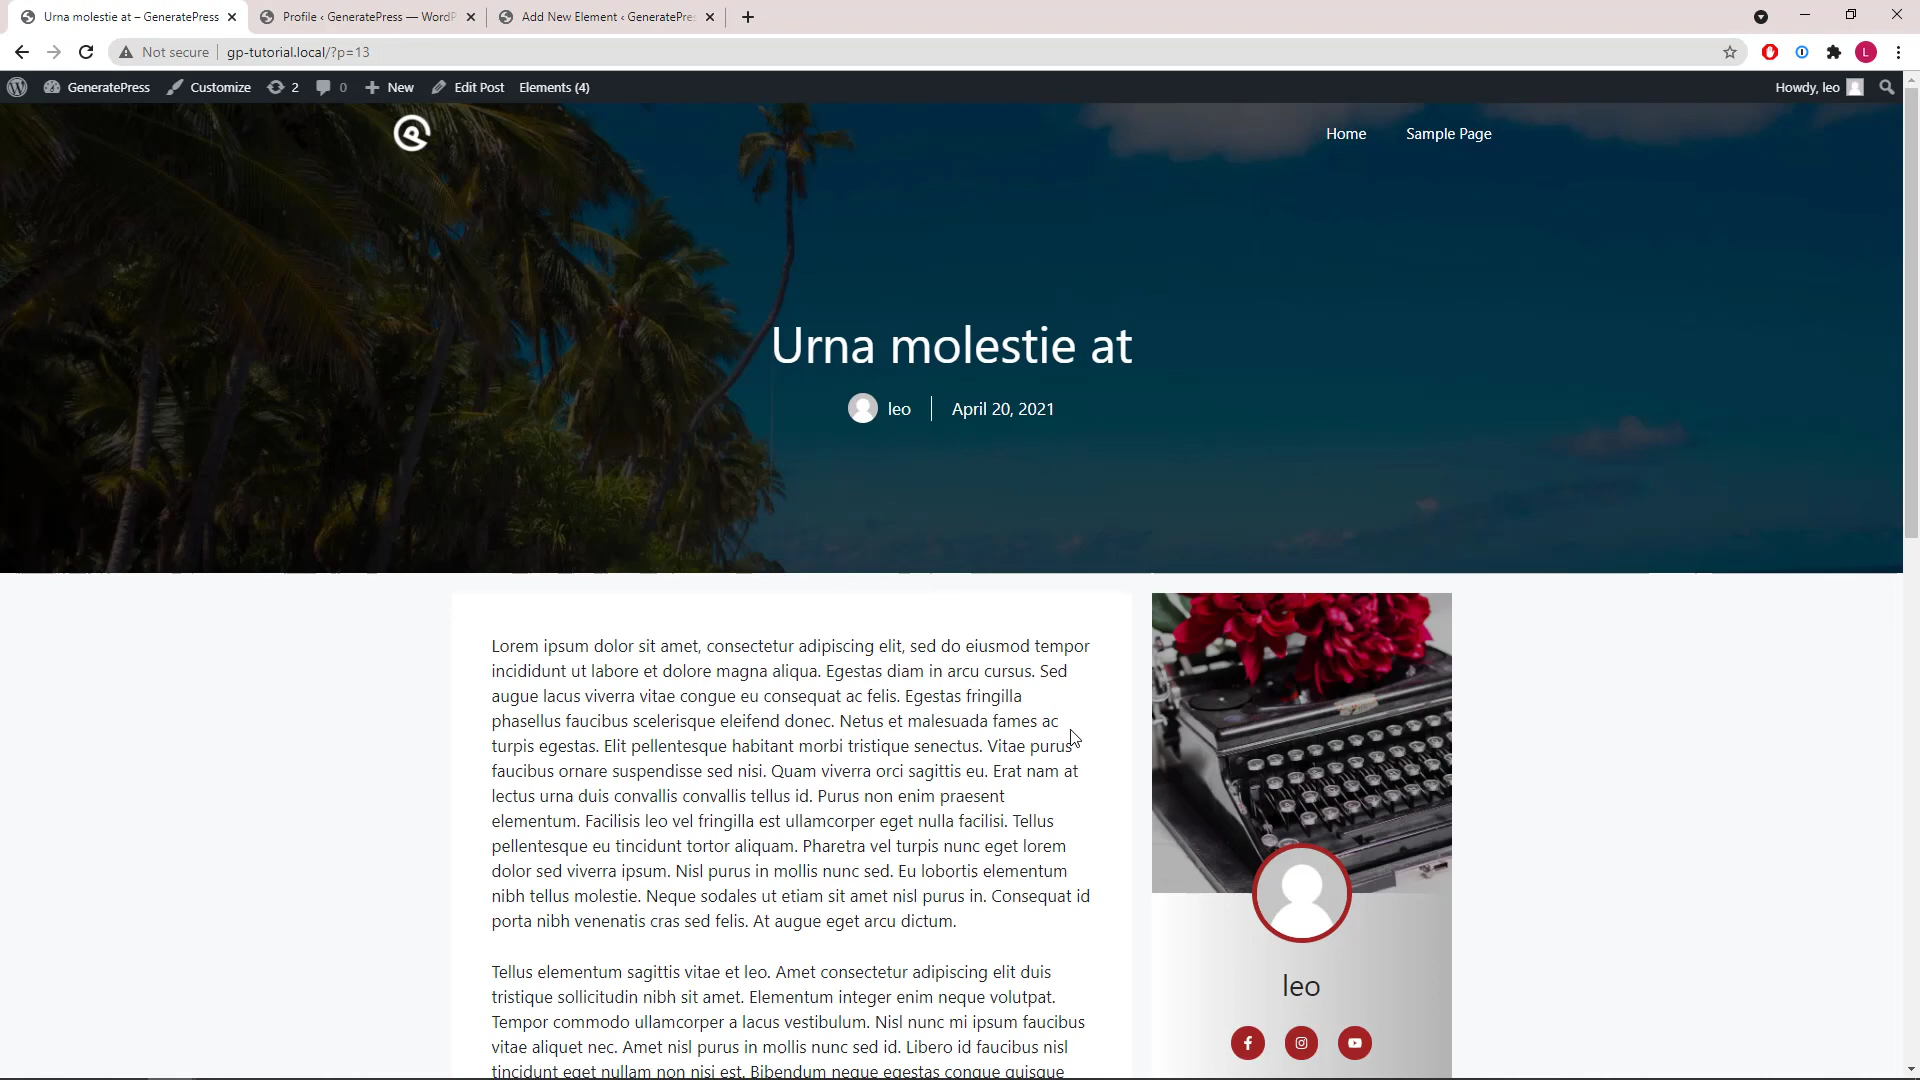 Urna molestie at – GeneratePress
Profile ‹ GeneratePress — WordP
Add New Element ‹ GeneratePre
Not secure
gp-tutorial.local/?p=13
L
GeneratePress
Customize
2
0
New
Edit Post
Elements (4)
Howdy, leo
Home
Sample Page
Urna molestie at
leo
April 20, 2021
Lorem ipsum dolor sit amet, consectetur adipiscing elit, sed do eiusmod tempor
incididunt ut labore et dolore magna aliqua. Egestas diam in arcu cursus. Sed
augue lacus viverra vitae congue eu consequat ac felis. Egestas fringilla
phasellus faucibus scelerisque eleifend donec. Netus et malesuada fames ac
turpis egestas. Elit pellentesque habitant morbi tristique senectus. Vitae purus
faucibus ornare suspendisse sed nisi. Quam viverra orci sagittis eu. Erat nam at
lectus urna duis convallis convallis tellus id. Purus non enim praesent
elementum. Facilisis leo vel fringilla est ullamcorper eget nulla facilisi. Tellus
pellentesque eu tincidunt tortor aliquam. Pharetra vel turpis nunc eget lorem
dolor sed viverra ipsum. Nisl purus in mollis nunc sed. Eu lobortis elementum
nibh tellus molestie. Neque sodales ut etiam sit amet nisl purus in. Consequat id
porta nibh venenatis cras sed felis. At augue eget arcu dictum.
Tellus elementum sagittis vitae et leo. Amet consectetur adipiscing elit duis
tristique sollicitudin nibh sit amet. Elementum integer enim neque volutpat.
Tempor commodo ullamcorper a lacus vestibulum. Nisl nunc mi ipsum faucibus
vitae aliquet nec. Amet nisl purus in mollis nunc sed id. Libero id faucibus nisl
tincidunt eget nullam non nisi est. Bibendum neque egestas congue quisque
leo